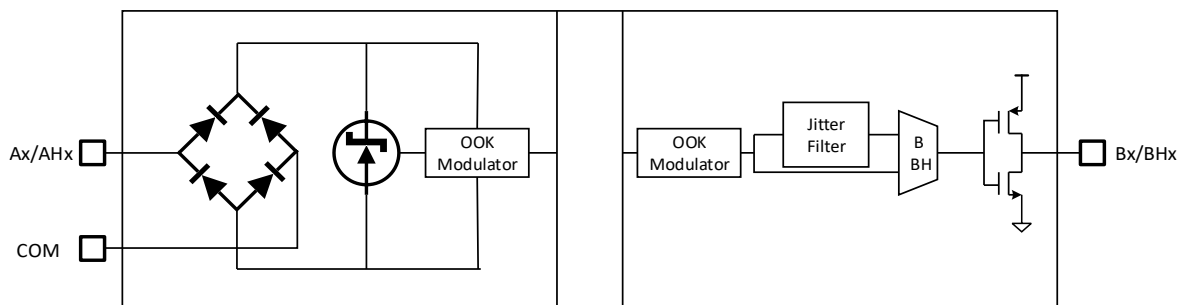 Ax/AHx
COM
OOK
Modulator
OOK
Modulator
Jitter
Filter
B
BH
Bx/BHx